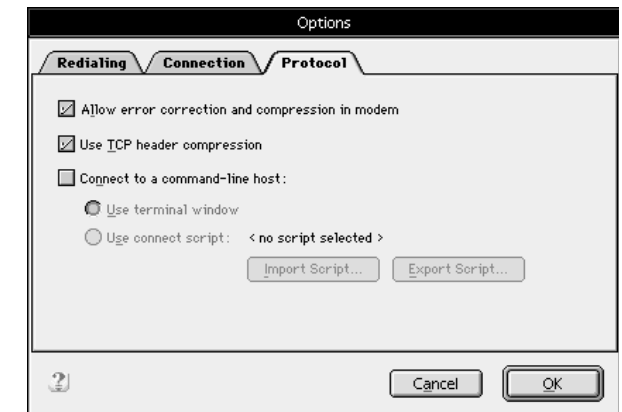 Options
Redialing Connection Protocol
Allow error correction and compression in modem
Use TCP header compression
Connect to a command-line host:
Use terminal window
Use connect script: < no script selected >
Import Script... Export Script...
? Cancel OK